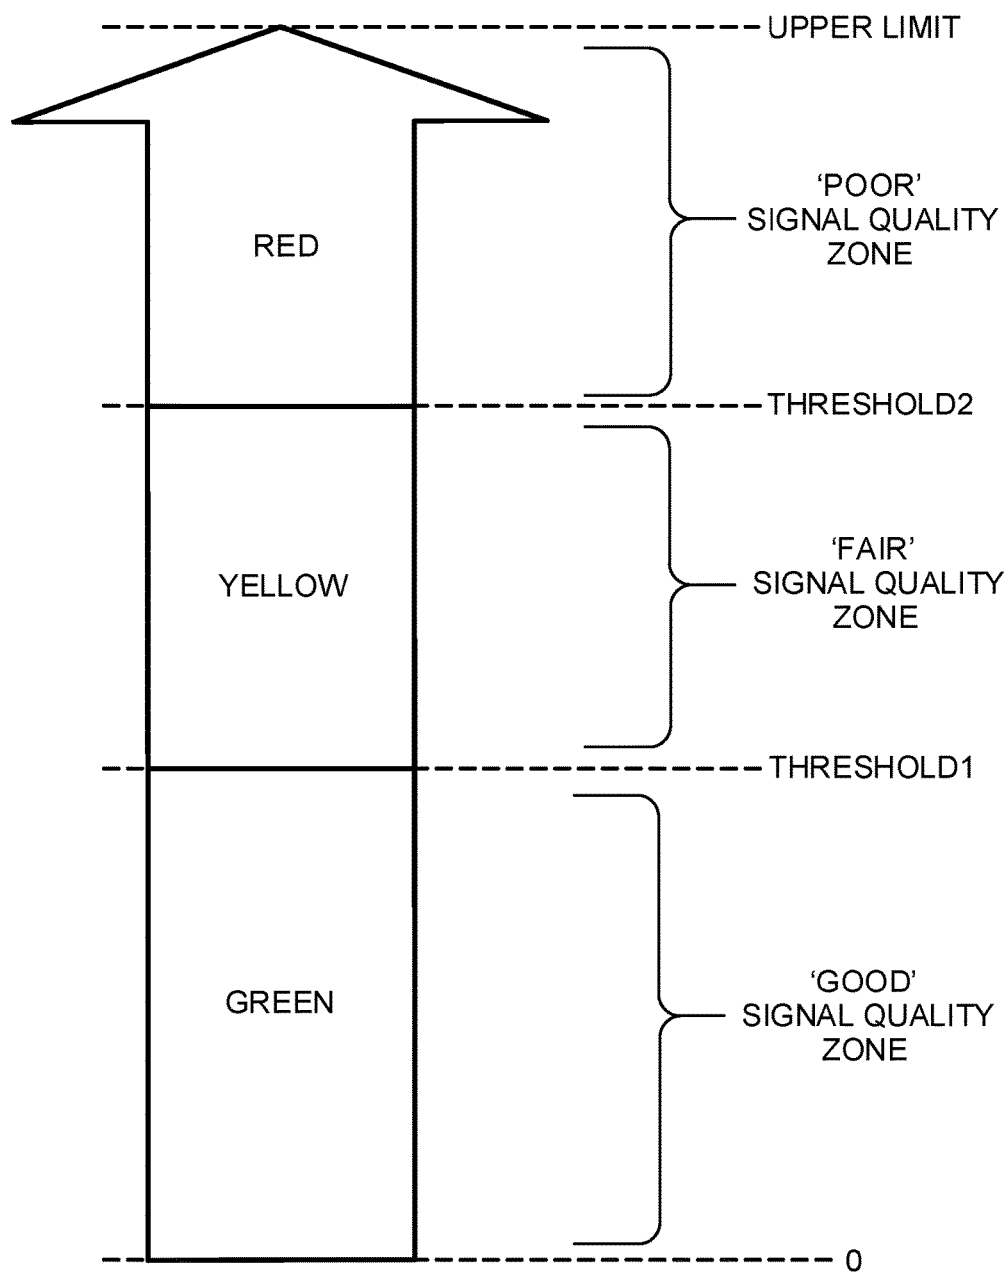 UPPER LIMIT
‘POOR’
SIGNAL QUALITY
ZONE
RED
THRESHOLD2
‘FAIR’
SIGNAL QUALITY
ZONE
YELLOW
THRESHOLD1
‘GOOD’
SIGNAL QUALITY
ZONE
GREEN
0